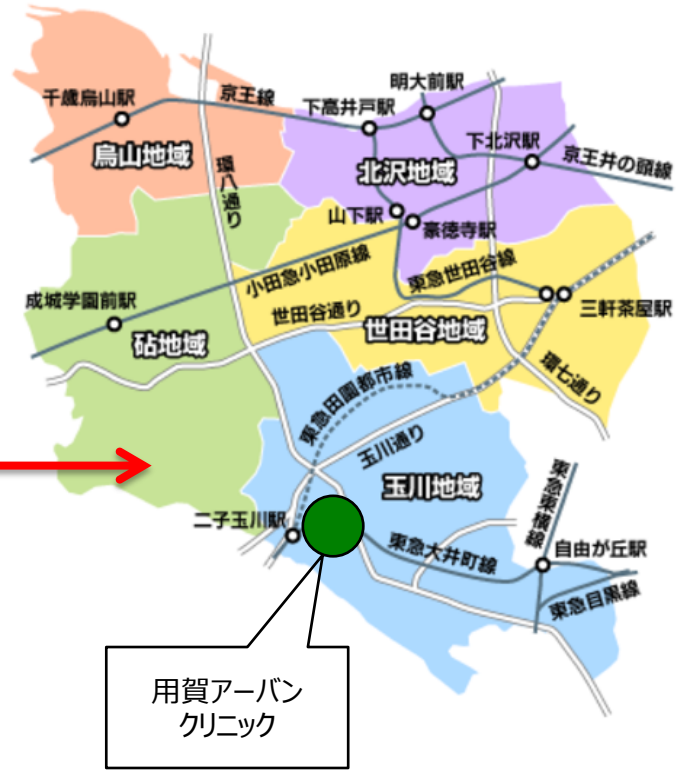 明大前駅
千歳烏山駅
京王線
下高井戸駅
下北沢駅
烏山地域
環八通り
北沢地域
京王井の頭線
山下駅
豪徳寺駅
小田急小田原線
東急世田谷線
成城学園前駅
世田谷通り
三軒茶屋駅
砧地域
世田谷地域
環七通り
東急田園都市線
玉川通り
玉川地域
東急東横線
二子玉川駅
東急大井町線
自由が丘駅
東急目黒線
用賀アーバン
クリニック